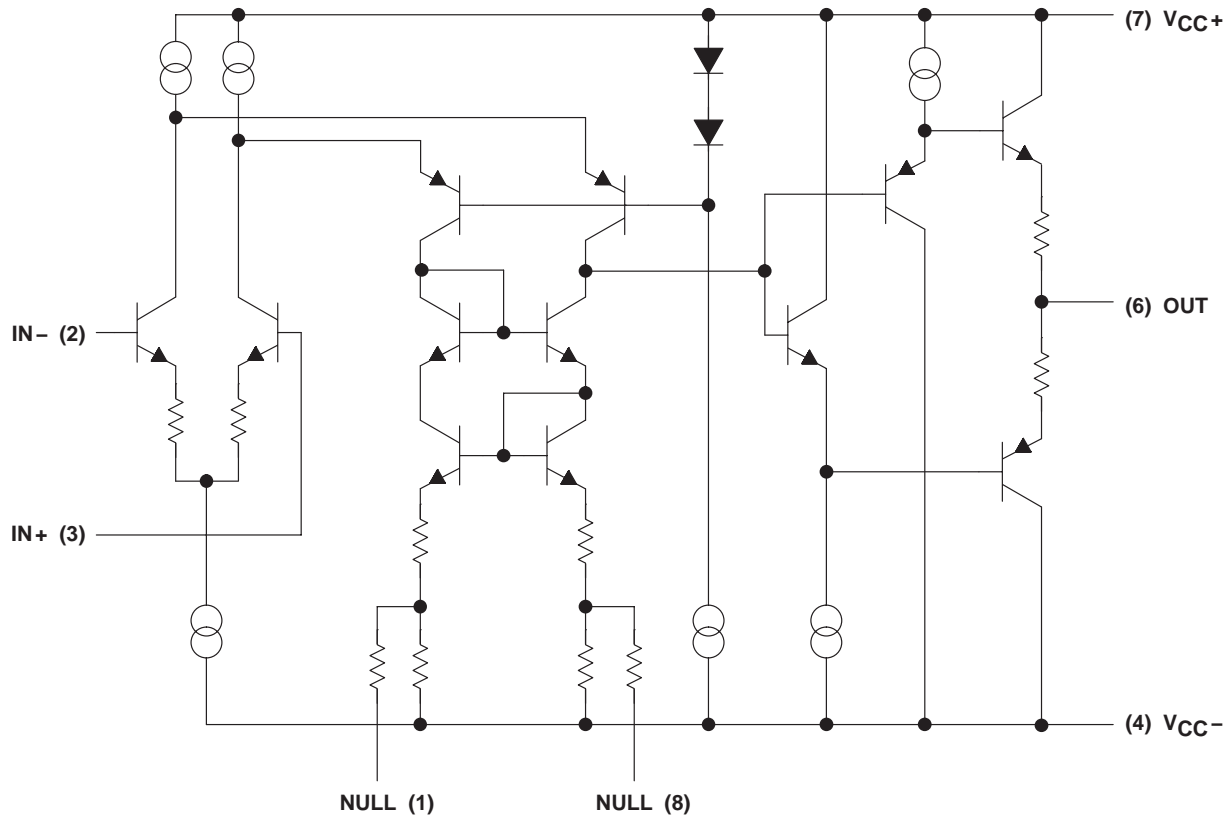 (7) VCC+
IN− (2)
(6) OUT
IN+ (3)
(4) VCC−
NULL (1)
NULL (8)